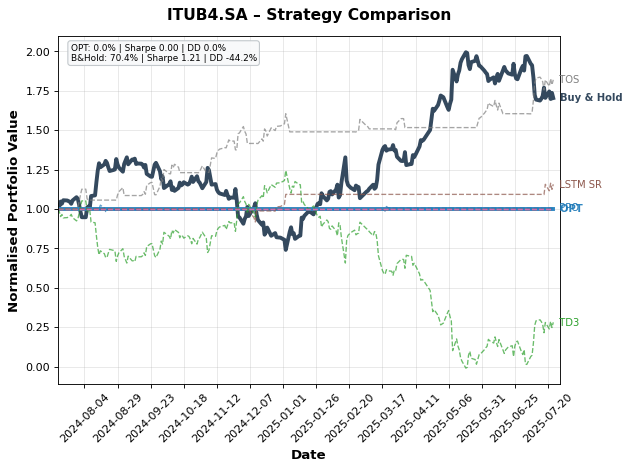 ITUB4.SA – Strategy Comparison
OPT: 0.0% | Sharpe 0.00 | DD 0.0%
B&Hold: 70.4% | Sharpe 1.21 | DD -44.2%
Normalised Portfolio Value
2.00
1.75
1.50
1.25
1.00
0.75
0.50
0.25
0.00
TOS
Buy & Hold
LSTM SR
OPT
TD3
2024-08-04
2024-08-29
2024-09-23
2024-10-18
2024-11-12
2024-12-07
2025-01-01
2025-01-26
2025-02-20
2025-03-17
2025-04-11
2025-05-06
2025-05-31
2025-06-25
2025-07-20
Date